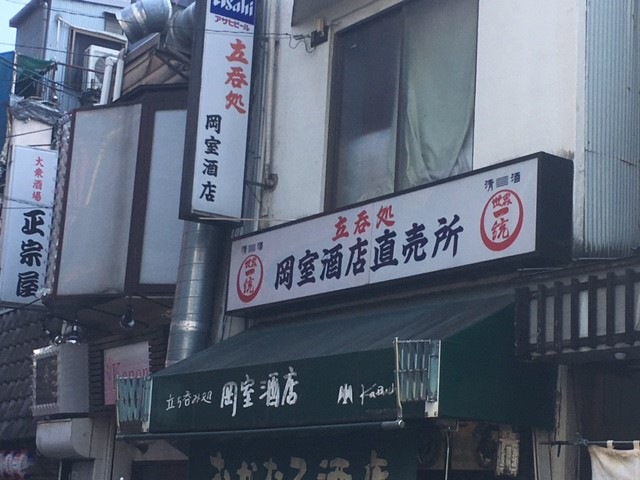 Asahi
アサヒビール
立呑処
岡室酒店
大衆酒場
正宗屋
清酒
世界一統
立呑処
岡室酒店直売所
清酒
世界一統
立ち呑み処
岡室酒店